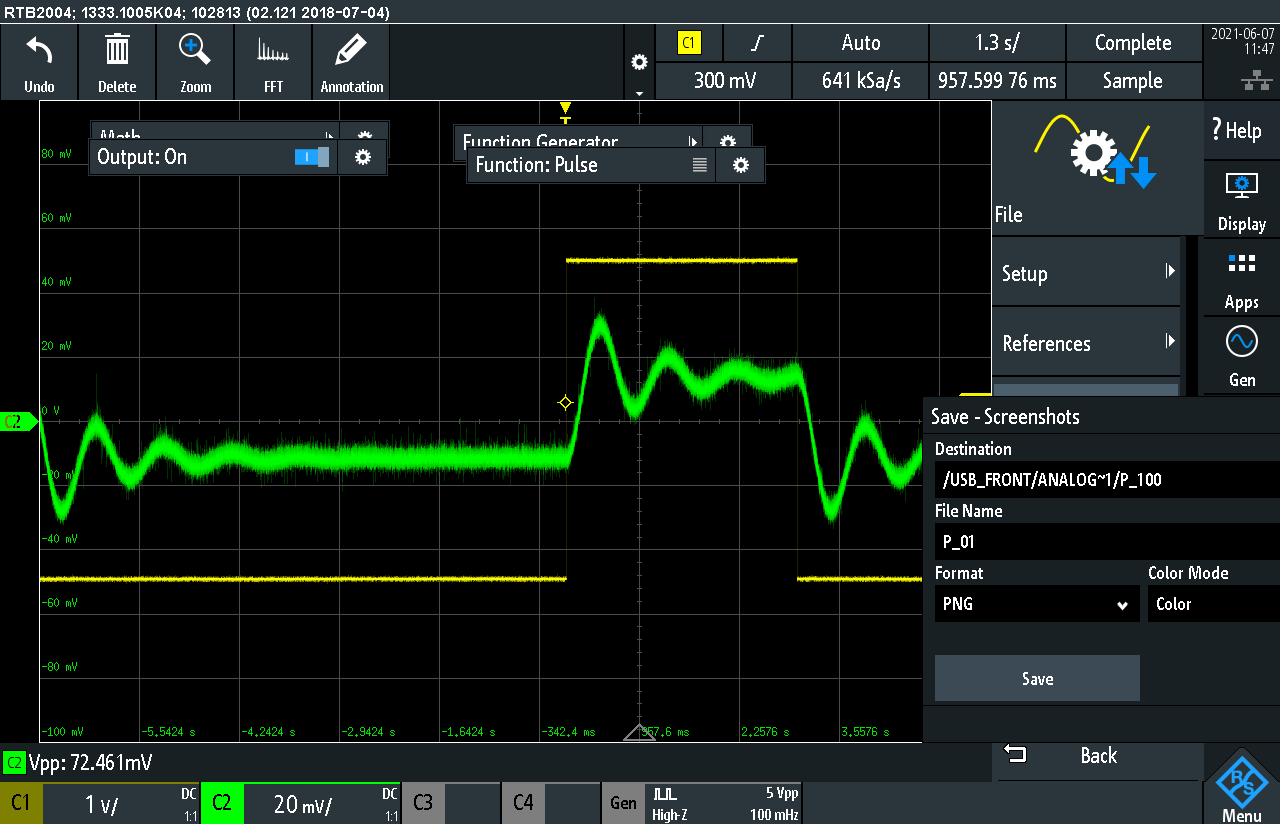 RTB2004; 1333.1005K04; 102813 (02.121 2018-07-04)
Undo
Delete
Zoom
FFT
Annotation
C1
Auto
1.3 s/
Complete
300 mV
641 kSa/s
957.599 76 ms
Sample
2021-06-07
11:47
Math
Output: On
Function Generator
Function: Pulse
80 mV
60 mV
40 mV
20 mV
0 V
-20 mV
-40 mV
-60 mV
-80 mV
-100 mV
-5.5424 s
-4.2424 s
-2.9424 s
-1.6424 s
-342.4 ms
957.6 ms
2.2576 s
3.5576 s
C2
File
Setup
References
? Help
Display
Apps
Gen
Save - Screenshots
Destination
/USB_FRONT/ANALOG~1/P_100
File Name
P_01
Format
Color Mode
PNG
Color
Save
Back
R&S
Menu
C2 Vpp: 72.461mV
C1
1 V/
DC
1:1
C2
20 mV/
DC
1:1
C3
C4
Gen
High-Z
5 Vpp
100 mHz